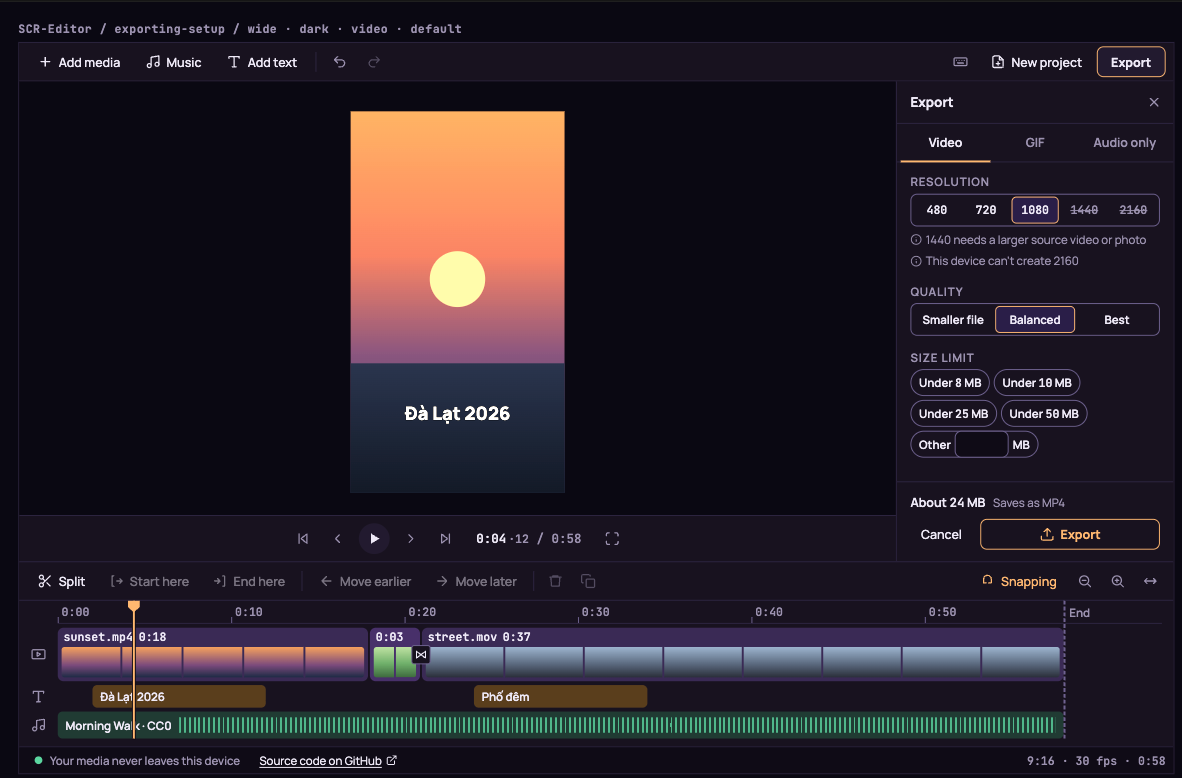 SCR-Editor / exporting-setup / wide · dark · video · default
Add media Music Add text New project Export
Export
Video GIF Audio only
RESOLUTION
480 720 1080 1440 2160
1440 needs a larger source video or photo
This device can't create 2160
QUALITY
Smaller file Balanced Best
SIZE LIMIT
Under 8 MB Under 10 MB
Under 25 MB Under 50 MB
Other MB
Đà Lạt 2026
About 24 MB Saves as MP4
Cancel Export
0:04·12 / 0:58
Split Start here End here Move earlier Move later Snapping
0:00 0:10 0:20 0:30 0:40 0:50 End
sunset.mp4 0:18 0:03 street.mov 0:37
Đà Lạt 2026 Phố đêm
Morning Walk · CC0
Your media never leaves this device Source code on GitHub 9:16 · 30 fps · 0:58